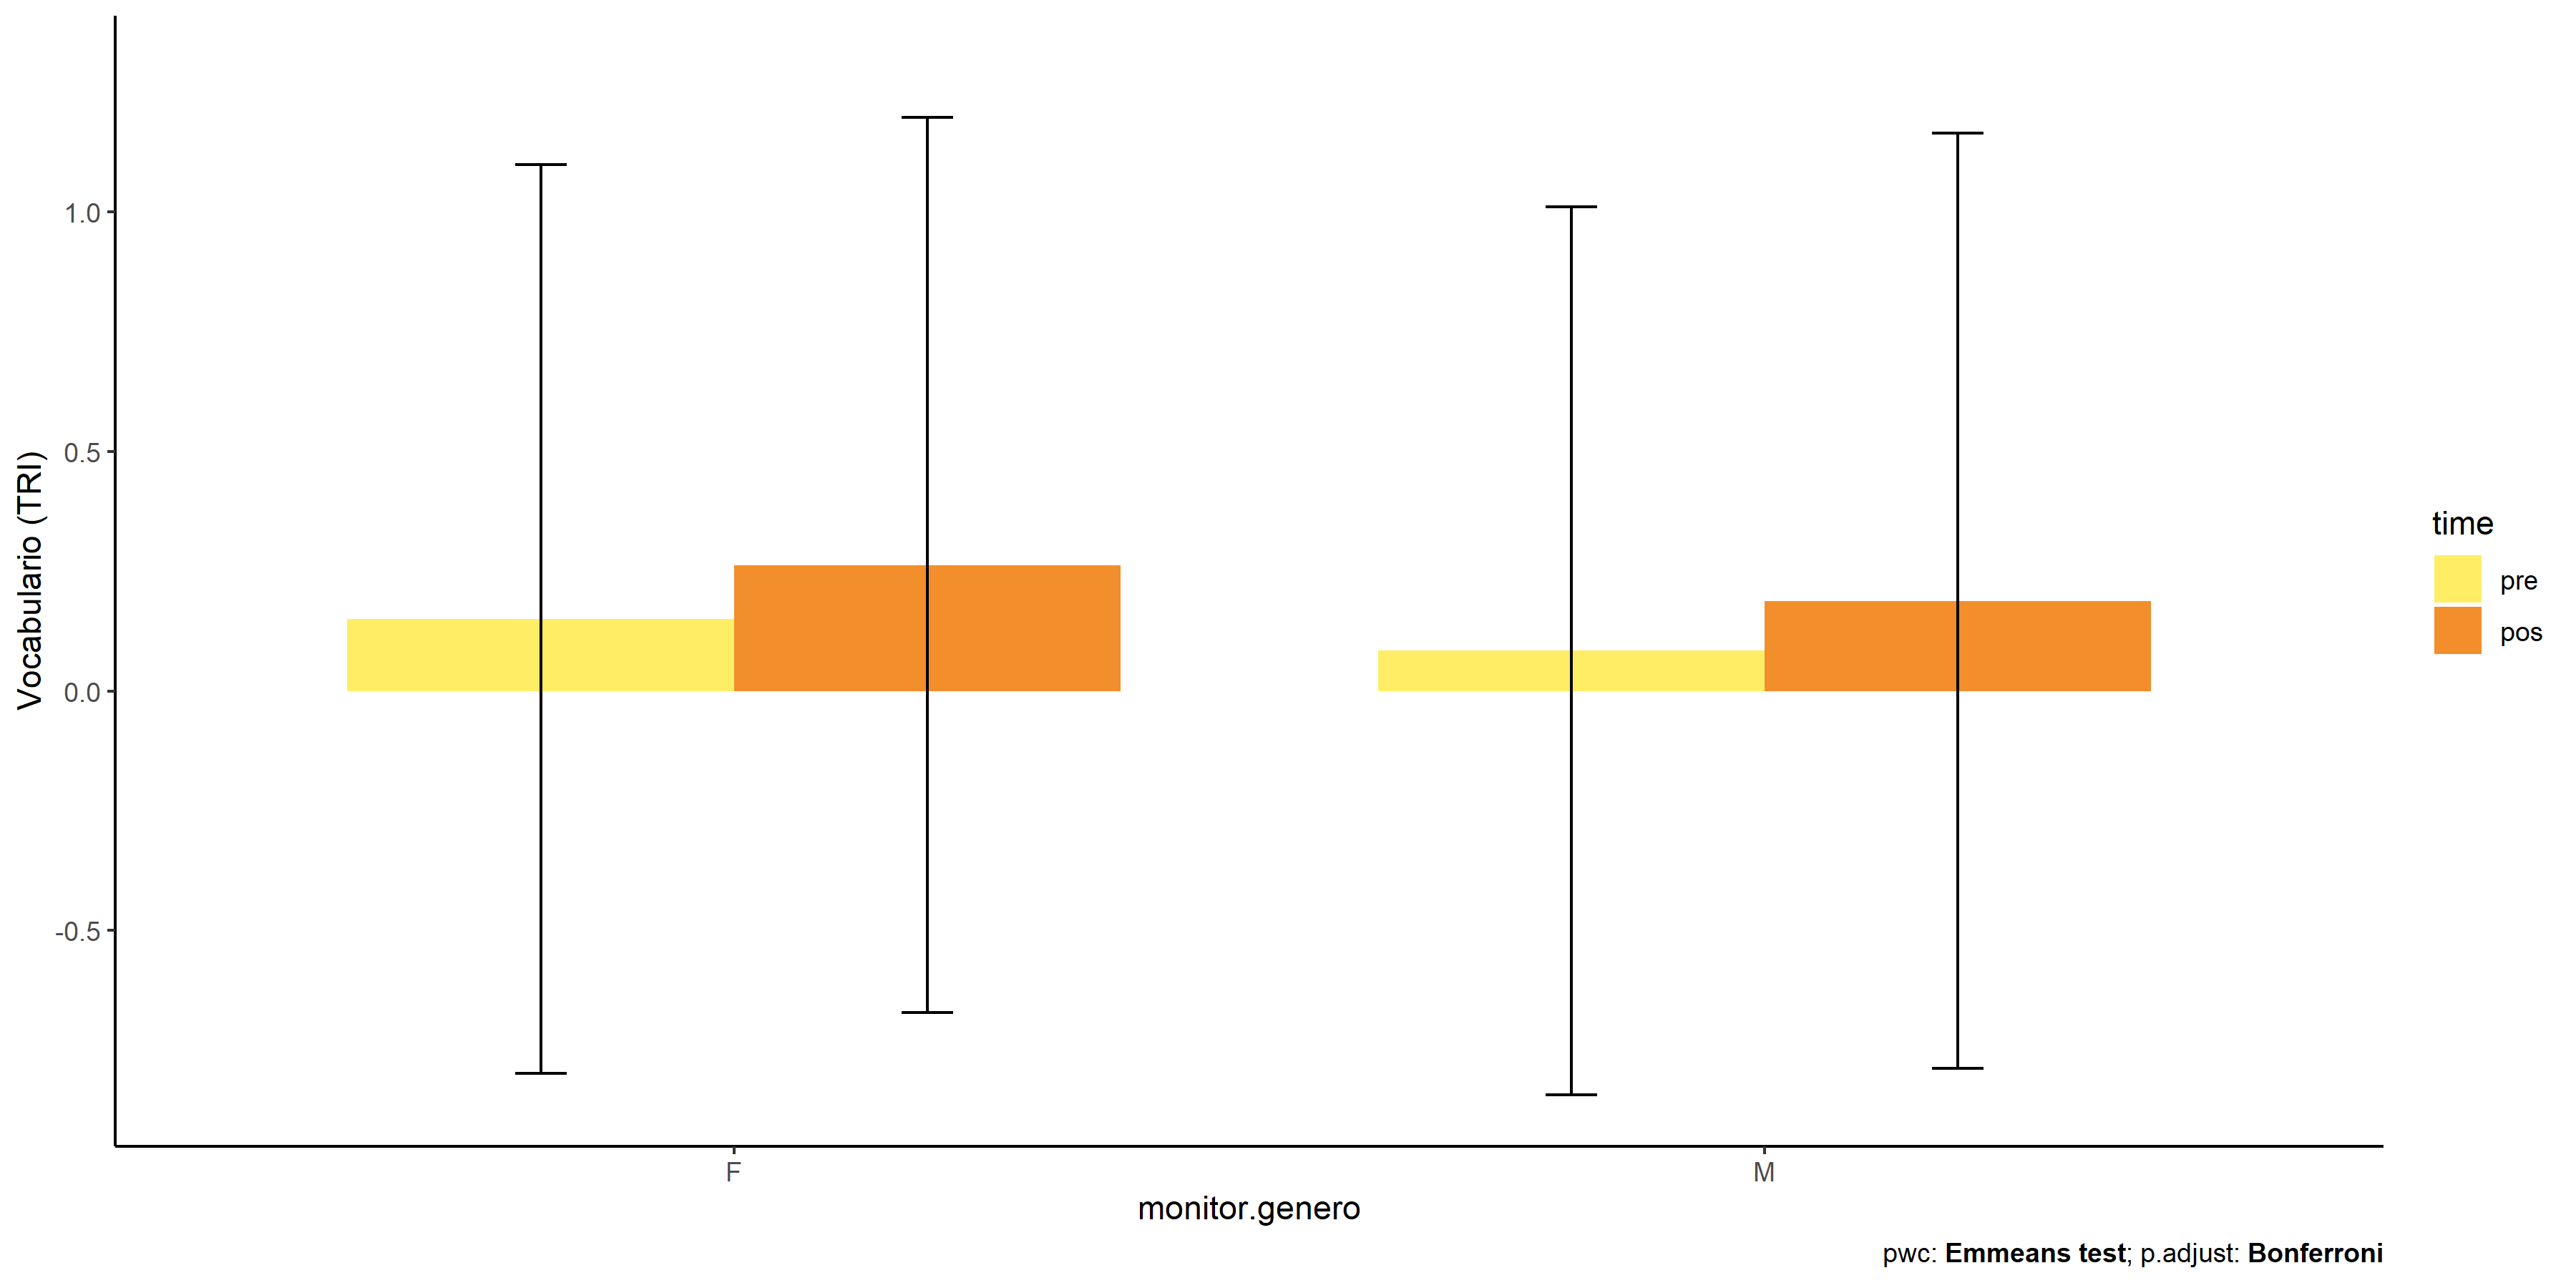 Vocabulario (TRI)
1.0
0.5
0.0
-0.5
F
M
monitor.genero
time
pre
pos
pwc: Emmeans test; p.adjust: Bonferroni